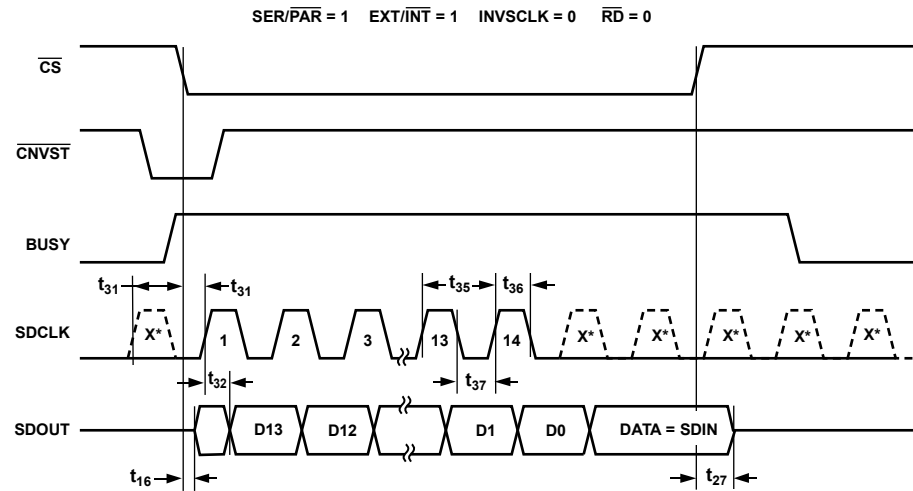 SER/PAR = 1 EXT/INT = 1 INVSCLK = 0 RD = 0
CS
CNVST
BUSY
t31 t31 t35 t36
SDCLK X* 1 2 3 13 14 X* X* X* X* X*
t32 t37
SDOUT D13 D12 D1 D0 DATA = SDIN
t16 t27